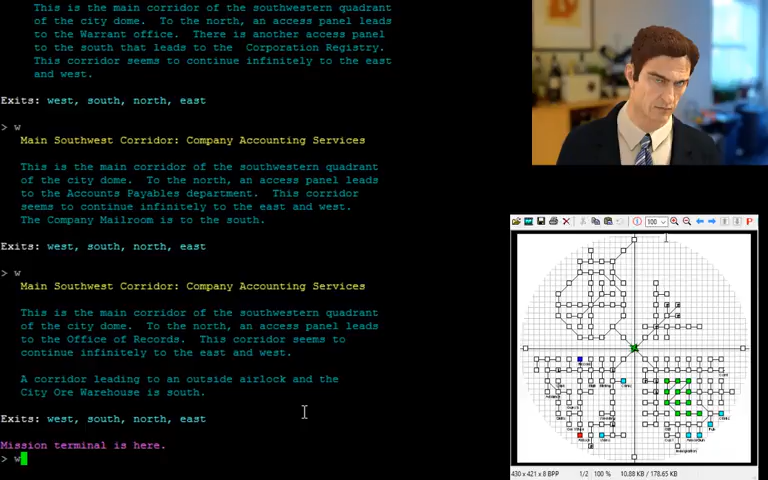 This is the main corridor of the southwestern quadrant
of the city dome.  To the north, an access panel leads
to the Warrant office.  There is another access panel
to the south that leads to the  Corporation Registry.
This corridor seems to continue infinitely to the east
and west.
Exits: west, south, north, east
> w
Main Southwest Corridor: Company Accounting Services
This is the main corridor of the southwestern quadrant
of the city dome.  To the north, an access panel leads
to the Accounts Payables department.  This corridor
seems to continue infinitely to the east and west.
The Company Mailroom is to the south.
Exits: west, south, north, east
> w
Main Southwest Corridor: Company Accounting Services
This is the main corridor of the southwestern quadrant
of the city dome.  To the north, an access panel leads
to the Office of Records.  This corridor seems to
continue infinitely to the east and west.
A corridor leading to an outside airlock and the
City Ore Warehouse is south.
Exits: west, south, north, east
Mission terminal is here.
> w
100
430 x 421 x 8 BPP
1/2
100 %
10.88 KB / 178.65 KB